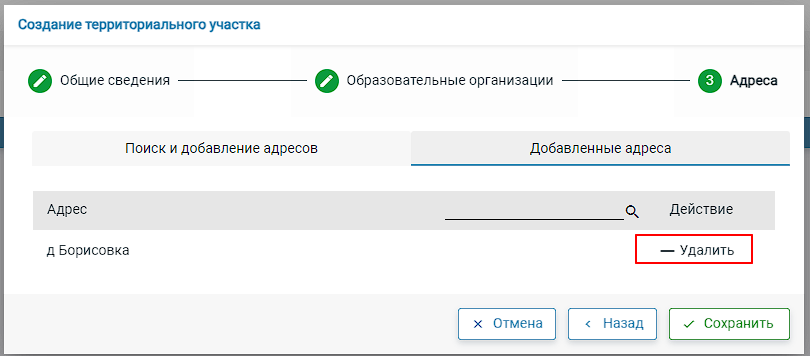 Создание территориального участка
Общие сведения Образовательные организации 3 Адреса
Поиск и добавление адресов Добавленные адреса
Адрес Действие
д Борисовка — Удалить
× Отмена < Назад ✓ Сохранить